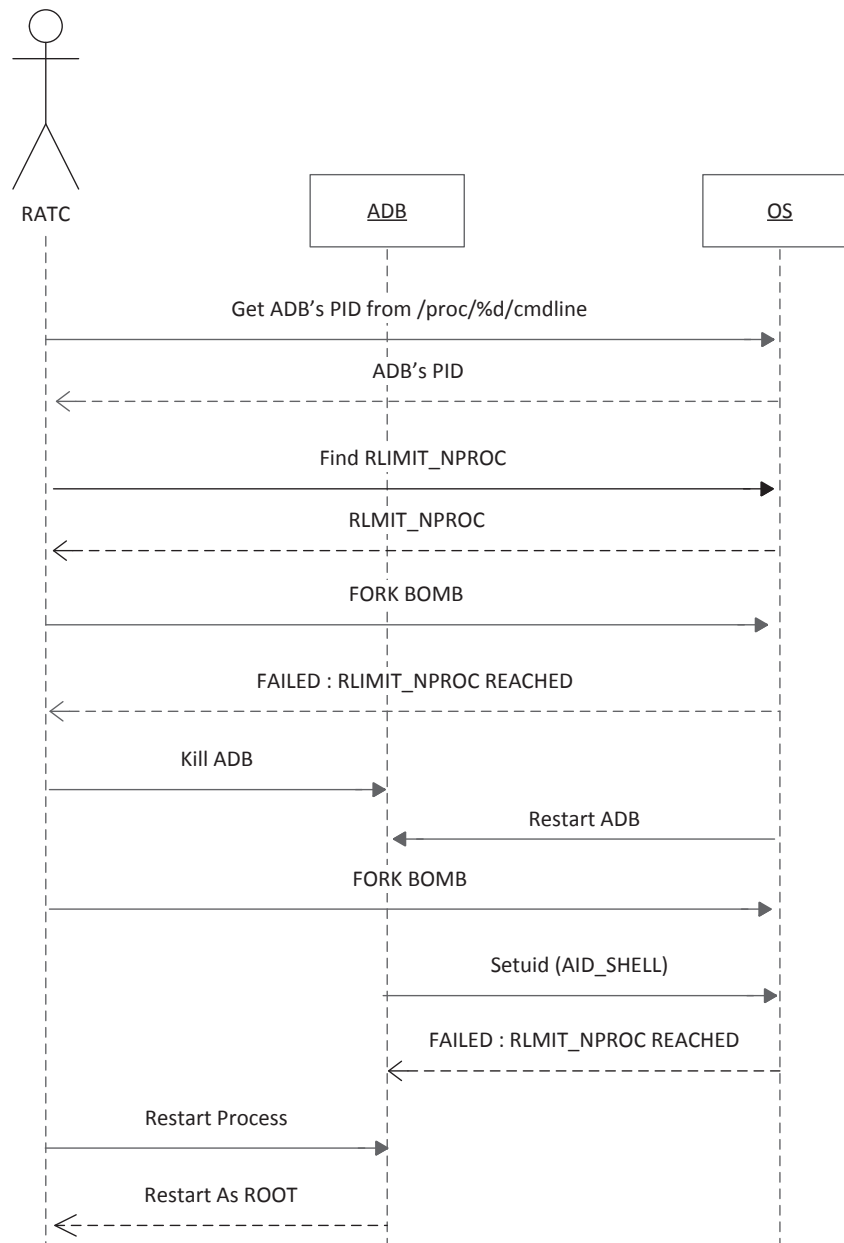 RATC
ADB
OS
Get ADB's PID from /proc/%d/cmdline
ADB's PID
Find RLIMIT_NPROC
RLMIT_NPROC
FORK BOMB
FAILED : RLIMIT_NPROC REACHED
Kill ADB
Restart ADB
FORK BOMB
Setuid (AID_SHELL)
FAILED : RLMIT_NPROC REACHED
Restart Process
Restart As ROOT